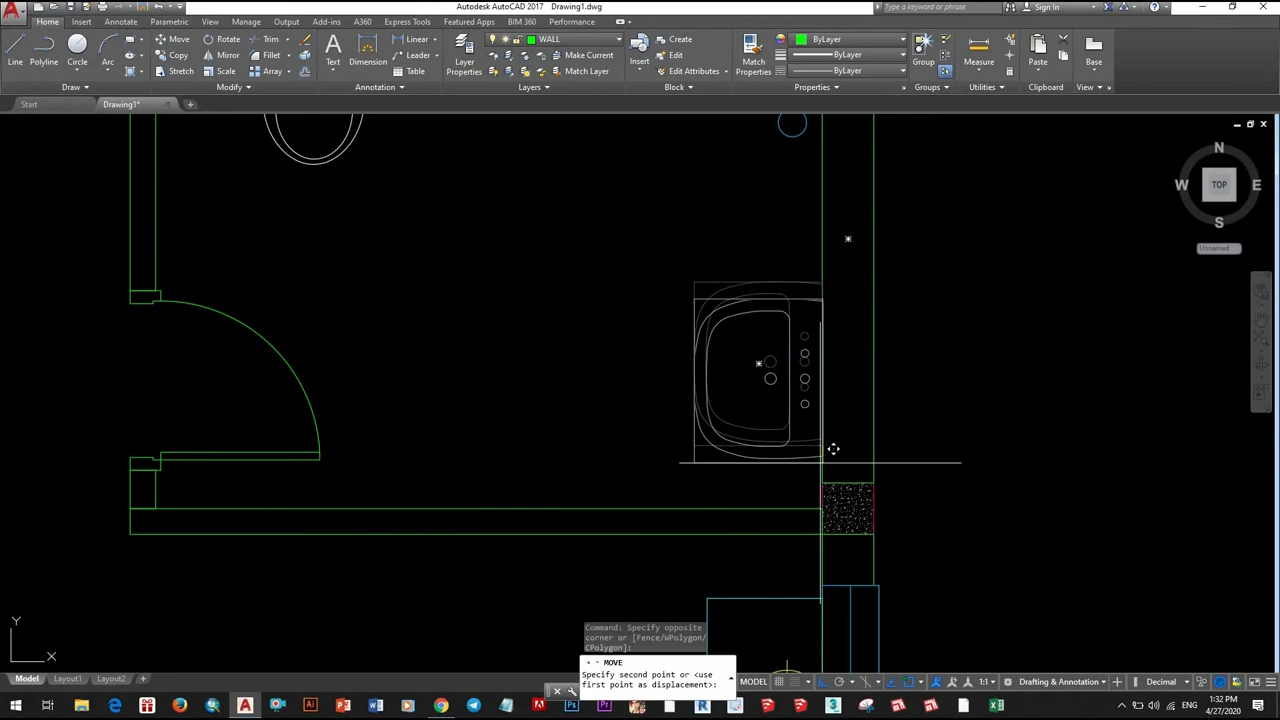 Autodesk AutoCAD 2017 Drawing1.dwg
Type a keyword or phrase
Sign In
Home Insert Annotate Parametric View Manage Output Add-ins A360 Express Tools Featured Apps BIM 360 Performance
Line
Polyline
Circle
Arc
Draw
Move
Rotate
Trim
Copy
Mirror
Fillet
Stretch
Scale
Array
Modify
Text
Dimension
Linear
Leader
Table
Annotation
Layer
Properties
WALL
Make Current
Match Layer
Layers
Insert
Create
Edit
Edit Attributes
Block
Match
Properties
ByLayer
ByLayer
ByLayer
Properties
Group
Groups
Measure
Utilities
Paste
Clipboard
Base
View
Start
Drawing1*
N
W
TOP
E
S
Unnamed
Y
X
Command: Specify opposite
corner or [Fence/WPolygon/
CPolygon]:
MOVE
Specify second point or <use
first point as displacement>:
Model Layout1 Layout2
MODEL
1:1
Drafting & Annotation
Decimal
ENG
1:32 PM
4/27/2020